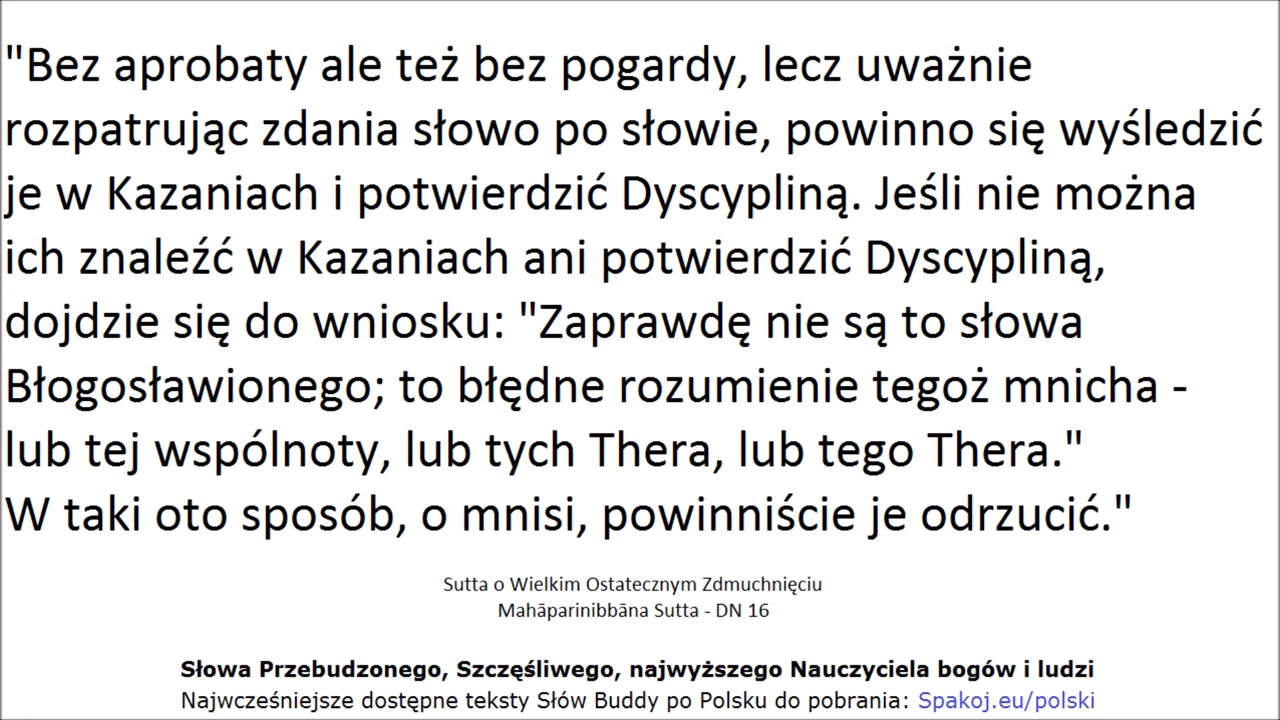 "Bez aprobaty ale też bez pogardy, lecz uważnie
rozpatrując zdania słowo po słowie, powinno się wyśledzić
je w Kazaniach i potwierdzić Dyscypliną. Jeśli nie można
ich znaleźć w Kazaniach ani potwierdzić Dyscypliną,
dojdzie się do wniosku: "Zaprawdę nie są to słowa
Błogosławionego; to błędne rozumienie tegoż mnicha -
lub tej wspólnoty, lub tych Thera, lub tego Thera."
W taki oto sposób, o mnisi, powinniście je odrzucić."
Sutta o Wielkim Ostatecznym Zdmuchnięciu
Mahāparinibbāna Sutta - DN 16
Słowa Przebudzonego, Szczęśliwego, najwyższego Nauczyciela bogów i ludzi
Najwcześniejsze dostępne teksty Słów Buddy po Polsku do pobrania: Spakoj.eu/polski